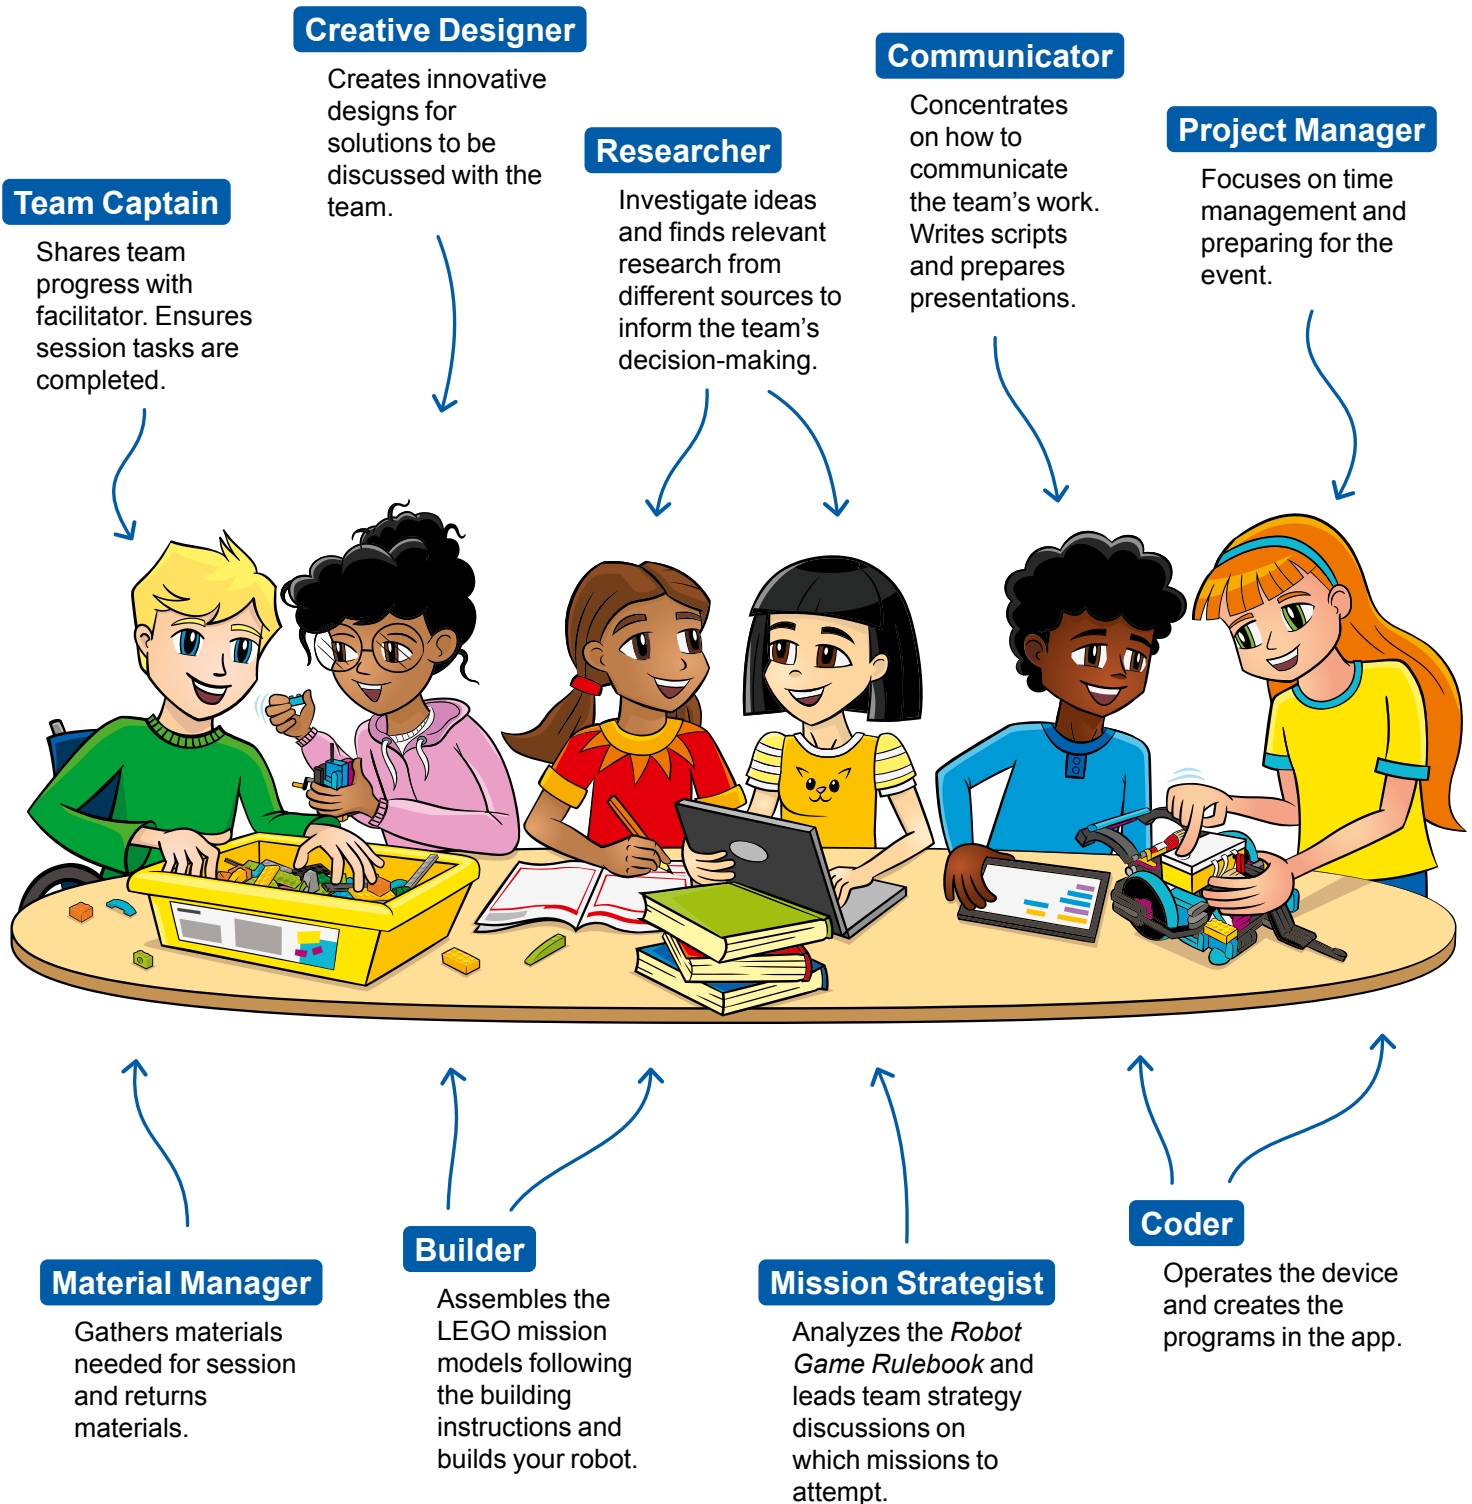 Creative Designer
Creates innovative
designs for
solutions to be
discussed with the
team.
Communicator
Concentrates
on how to
communicate
the team’s work.
Writes scripts
and prepares
presentations.
Project Manager
Focuses on time
management and
preparing for the
event.
Researcher
Investigate ideas
and finds relevant
research from
different sources to
inform the team’s
decision-making.
Team Captain
Shares team
progress with
facilitator. Ensures
session tasks are
completed.
Material Manager
Gathers materials
needed for session
and returns
materials.
Builder
Assembles the
LEGO mission
models following
the building
instructions and
builds your robot.
Mission Strategist
Analyzes the Robot
Game Rulebook and
leads team strategy
discussions on
which missions to
attempt.
Coder
Operates the device
and creates the
programs in the app.